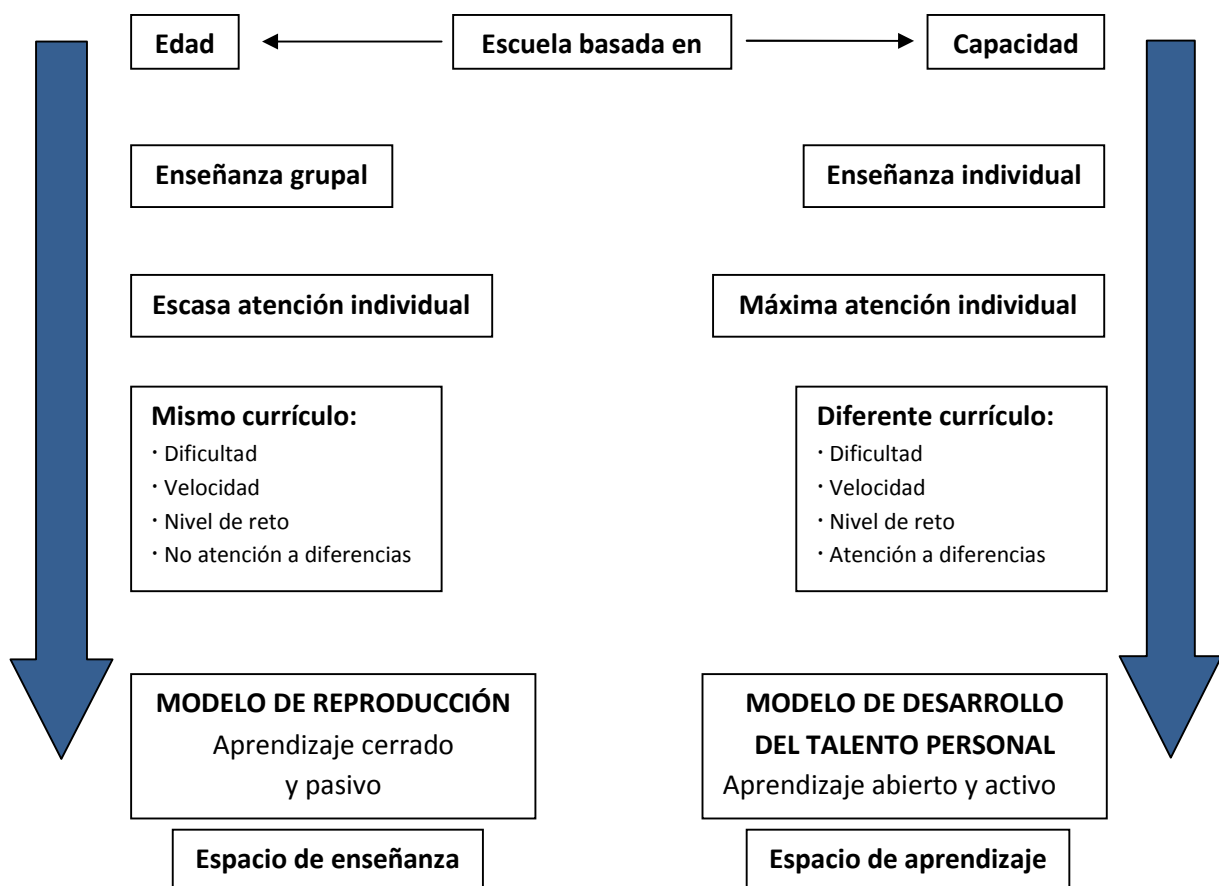 Edad
Escuela basada en
Capacidad
Enseñanza grupal
Enseñanza individual
Escasa atención individual
Máxima atención individual
Mismo currículo:
· Dificultad
· Velocidad
· Nivel de reto
· No atención a diferencias
Diferente currículo:
· Dificultad
· Velocidad
· Nivel de reto
· Atención a diferencias
MODELO DE REPRODUCCIÓN
Aprendizaje cerrado
y pasivo
MODELO DE DESARROLLO
DEL TALENTO PERSONAL
Aprendizaje abierto y activo
Espacio de enseñanza
Espacio de aprendizaje